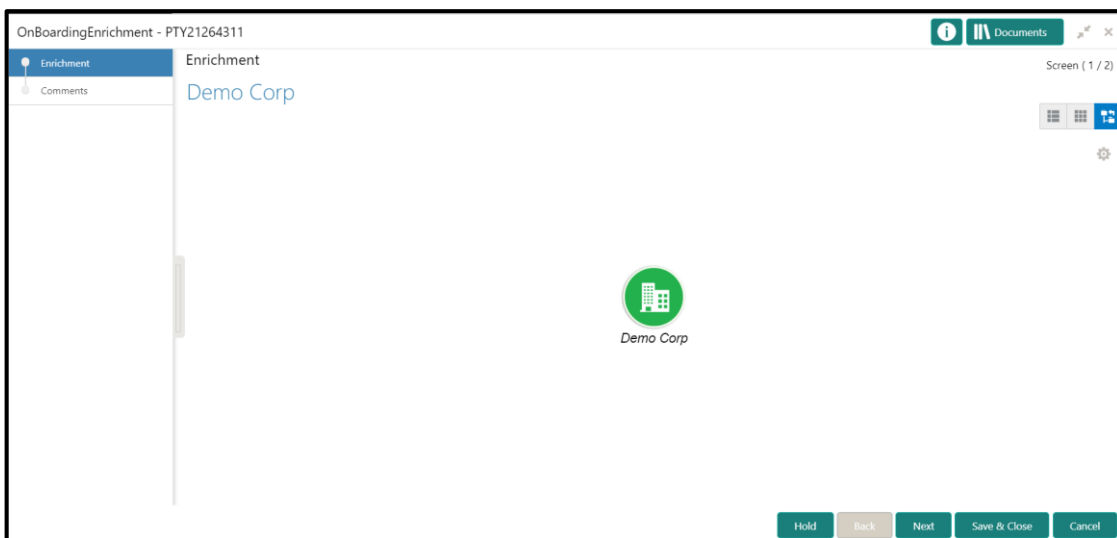 OnBoardingEnrichment - PTY21264311
i Documents
Enrichment
Comments
Enrichment
Screen ( 1 / 2)
Demo Corp
Demo Corp
Hold Back Next Save & Close Cancel